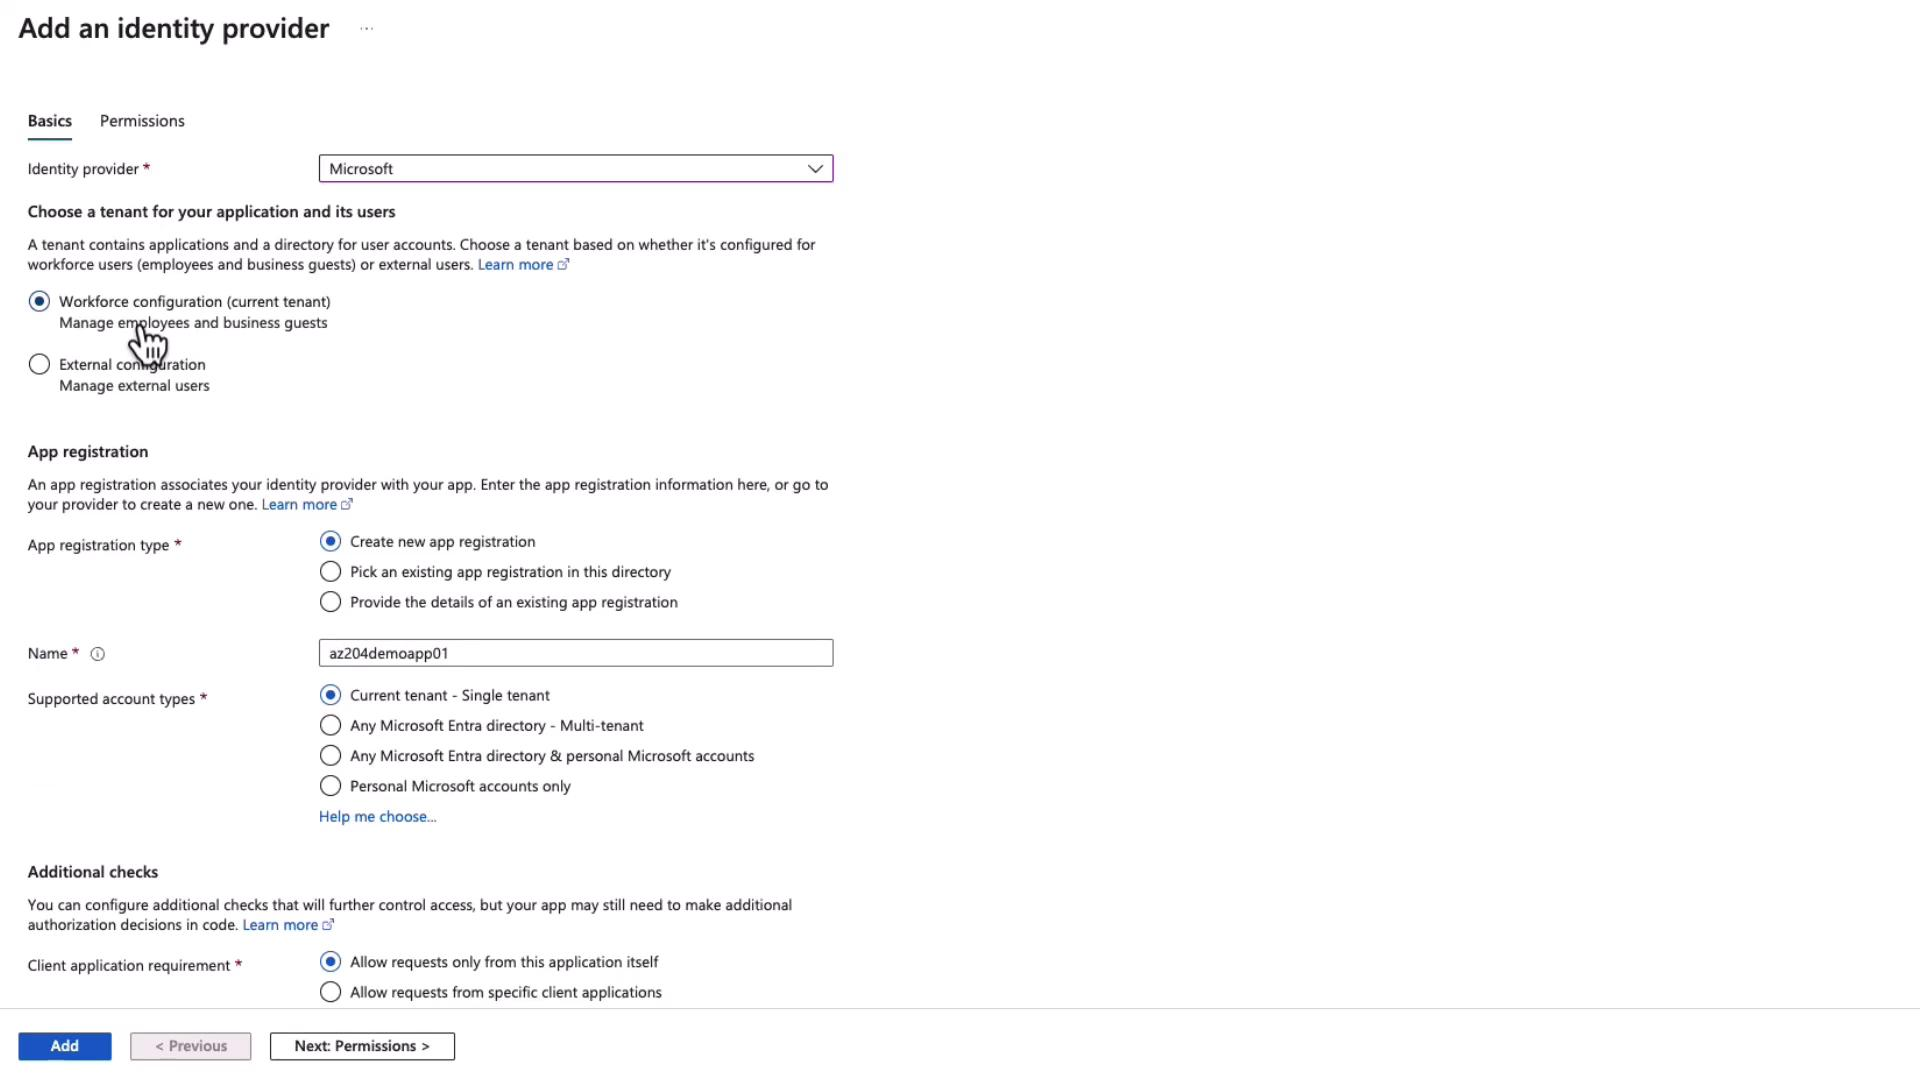 Add an identity provider ...
Basics Permissions
Identity provider * Microsoft
Choose a tenant for your application and its users
A tenant contains applications and a directory for user accounts. Choose a tenant based on whether it's configured for
workforce users (employees and business guests) or external users. Learn more
Workforce configuration (current tenant)
Manage employees and business guests
External configuration
Manage external users
App registration
An app registration associates your identity provider with your app. Enter the app registration information here, or go to
your provider to create a new one. Learn more
App registration type * Create new app registration
Pick an existing app registration in this directory
Provide the details of an existing app registration
Name * az204demoapp01
Supported account types * Current tenant - Single tenant
Any Microsoft Entra directory - Multi-tenant
Any Microsoft Entra directory & personal Microsoft accounts
Personal Microsoft accounts only
Help me choose...
Additional checks
You can configure additional checks that will further control access, but your app may still need to make additional
authorization decisions in code. Learn more
Client application requirement * Allow requests only from this application itself
Allow requests from specific client applications
Add < Previous Next: Permissions >